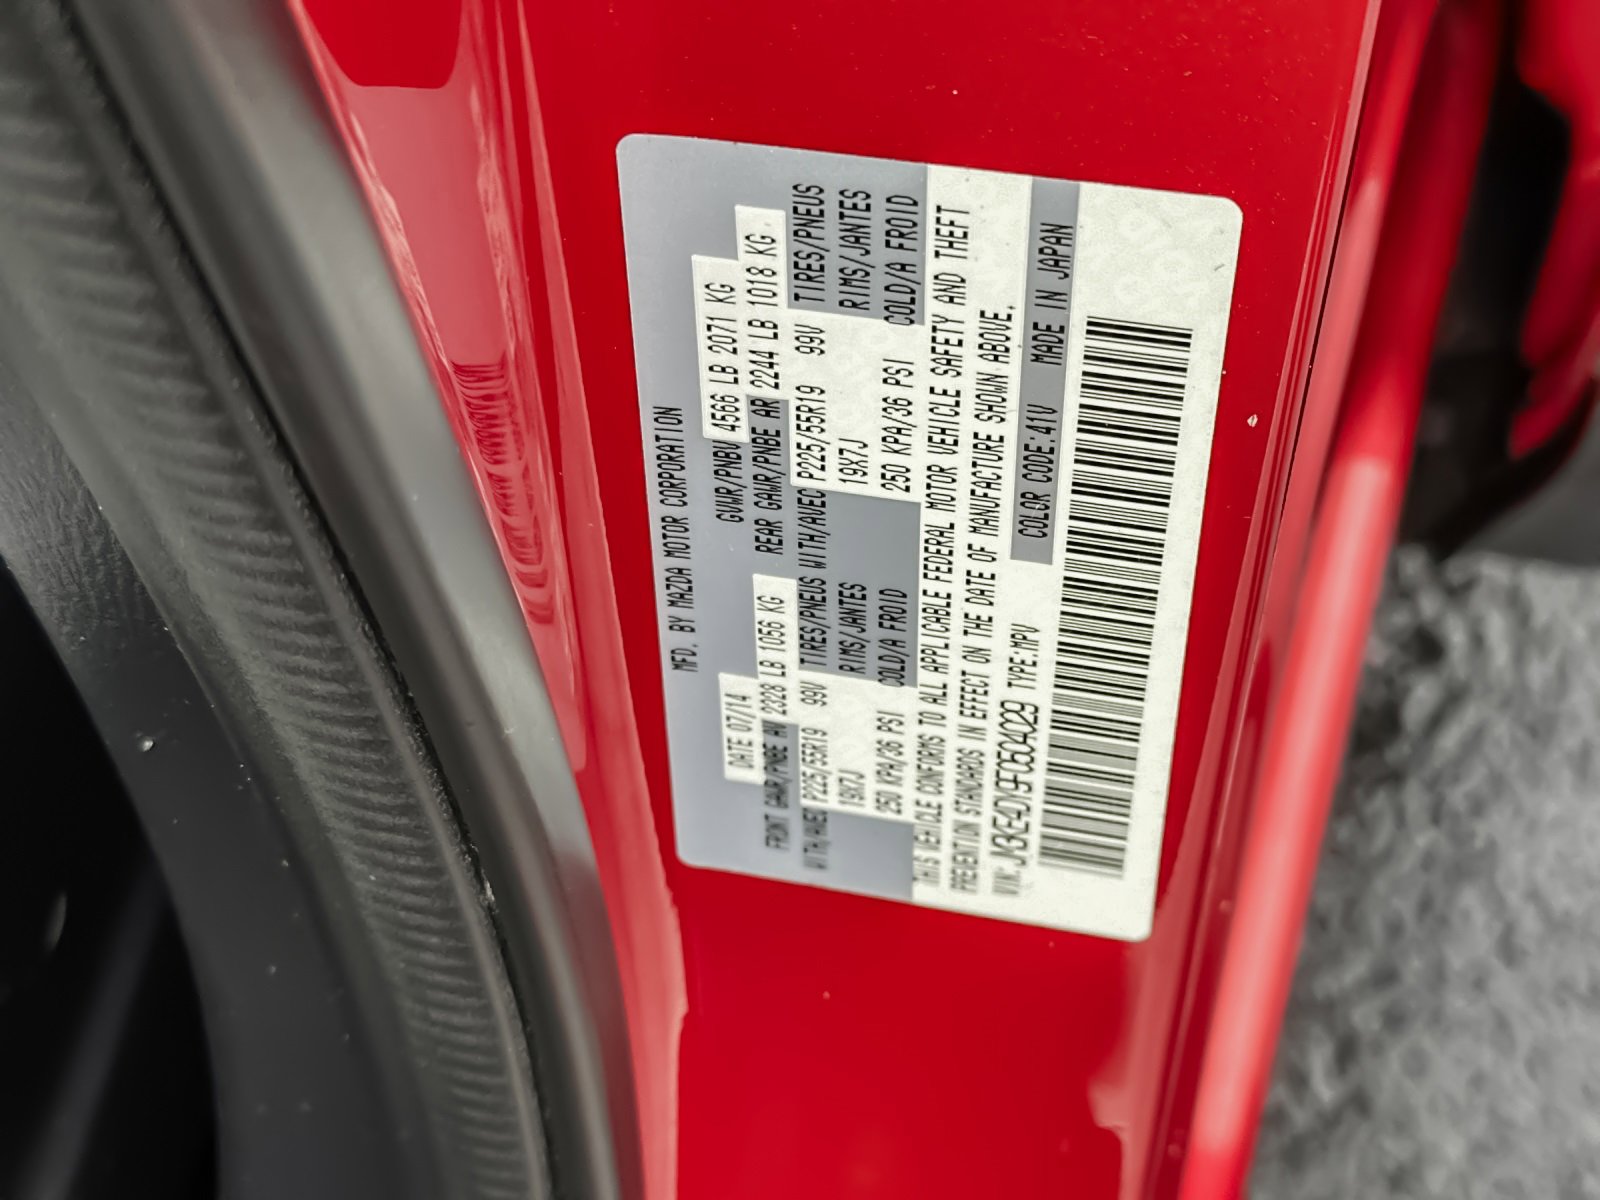 MFD. BY MAZDA MOTOR CORPORATION
DATE 07/14 GVWR/PNBV 4566 LB 2071 KG
FRONT GAWR/PNBE AV 2328 LB 1056 KG REAR GAWR/PNBE AR 2244 LB 1018 KG
WITH/AVEC P225/55R19 99V TIRES/PNEUS WITH/AVEC P225/55R19 99V TIRES/PNEUS
19X7J RIMS/JANTES 19X7J RIMS/JANTES
250 KPA/36 PSI COLD/A FROID 250 KPA/36 PSI COLD/A FROID
THIS VEHICLE CONFORMS TO ALL APPLICABLE FEDERAL MOTOR VEHICLE SAFETY AND THEFT
PREVENTION STANDARDS IN EFFECT ON THE DATE OF MANUFACTURE SHOWN ABOVE.
VIN: JM3KE4DY9F0504029 TYPE:MPV COLOR CODE:41V MADE IN JAPAN